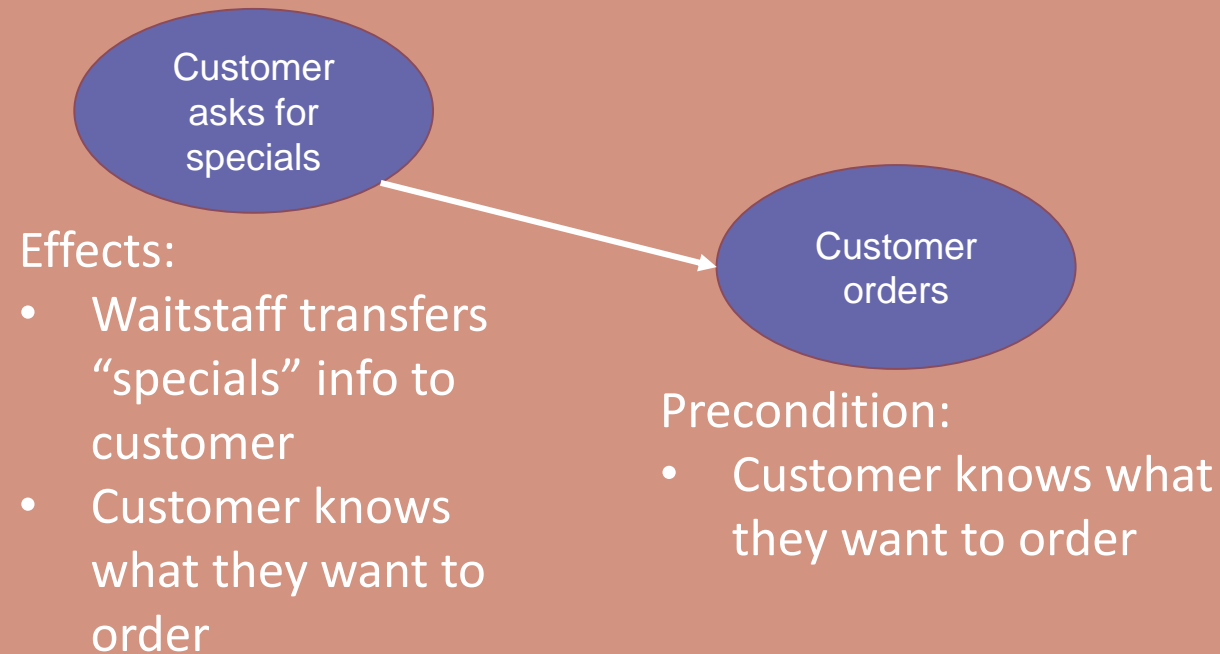 Customer
asks for
specials
Effects:
• Waitstaff transfers
“specials” info to
customer
• Customer knows
what they want to
order
Customer
orders
Precondition:
• Customer knows what
they want to order